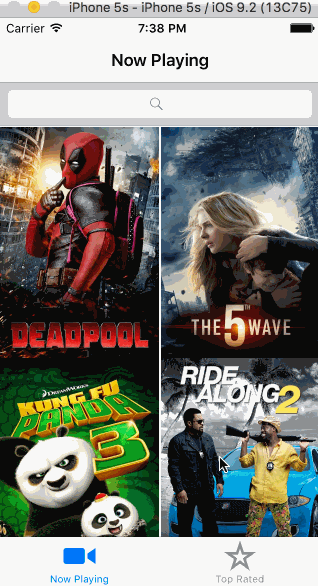 iPhone 5s - iPhone 5s / iOS 9.2 (13C75)
Carrier 7:38 PM
Now Playing
DEADPOOL
THE 5TH WAVE
DREAMWORKS
KUNG FU
PANDA
3
RIDE
ALONG 2
Now Playing
Top Rated